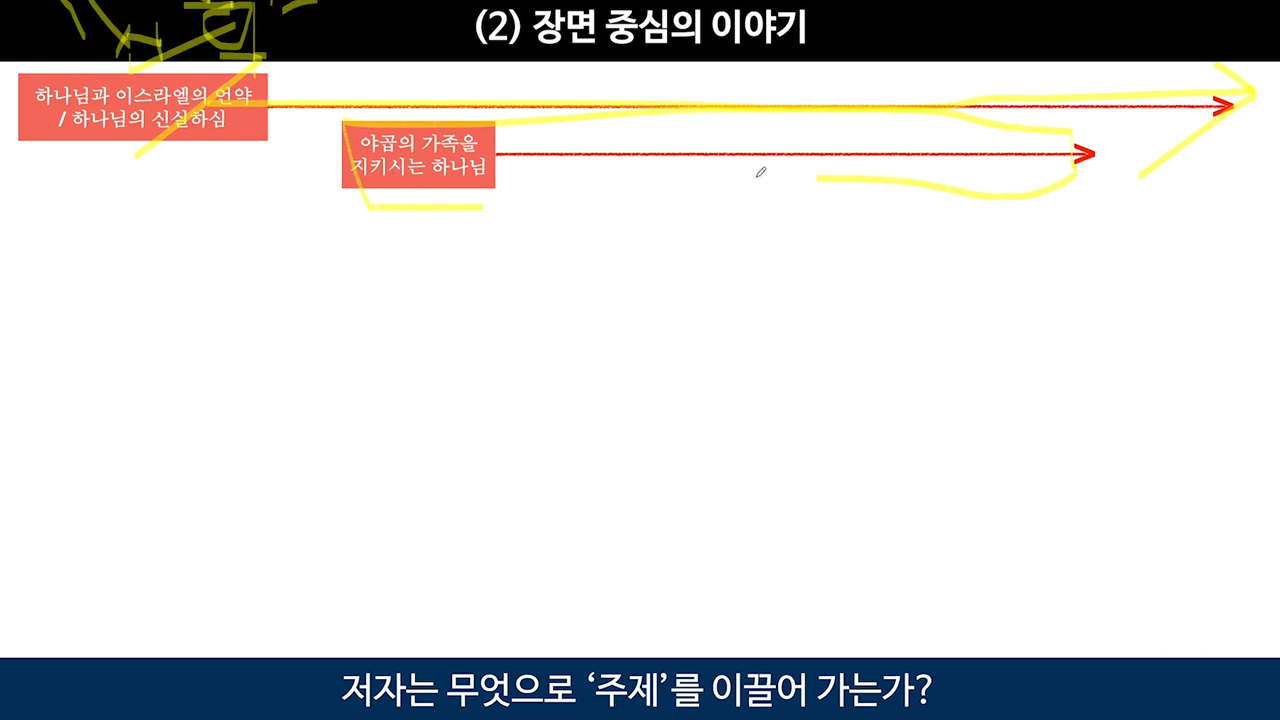 (2) 장면 중심의 이야기
하나님과 이스라엘의 언약
/ 하나님의 신실하심
야곱의 가족을
지키시는 하나님
저자는 무엇으로 ‘주제’를 이끌어 가는가?